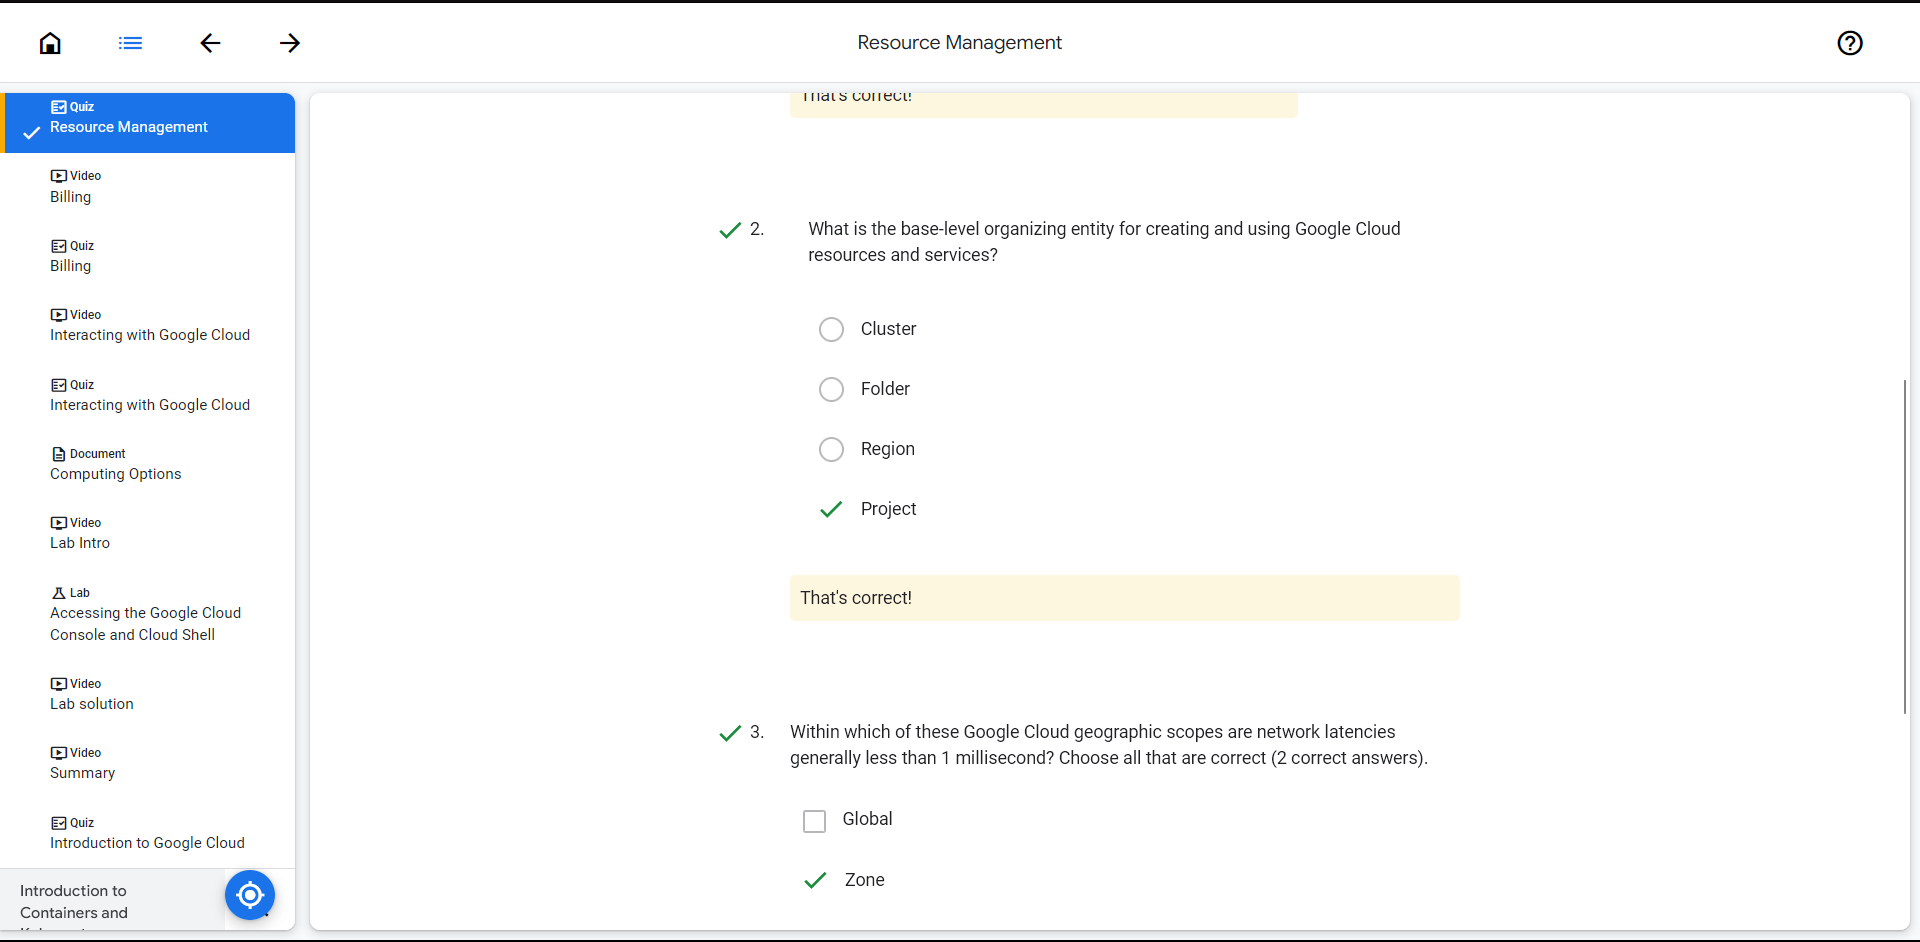 Resource Management
Quiz
Resource Management
Video
Billing
Quiz
Billing
Video
Interacting with Google Cloud
Quiz
Interacting with Google Cloud
Document
Computing Options
Video
Lab Intro
Lab
Accessing the Google Cloud
Console and Cloud Shell
Video
Lab solution
Video
Summary
Quiz
Introduction to Google Cloud
Introduction to
Containers and
That's correct!
2. What is the base-level organizing entity for creating and using Google Cloud
resources and services?
Cluster
Folder
Region
Project
That's correct!
3. Within which of these Google Cloud geographic scopes are network latencies
generally less than 1 millisecond? Choose all that are correct (2 correct answers).
Global
Zone